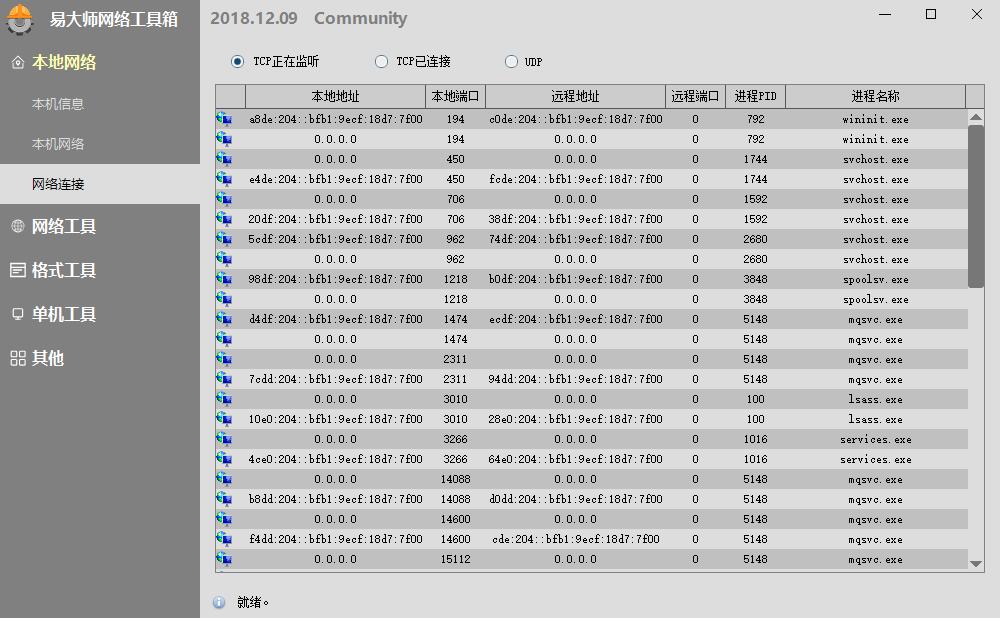 易大师网络工具箱
2018.12.09 Community
本地网络
本机信息
本机网络
网络连接
网络工具
格式工具
单机工具
其他
TCP正在监听 TCP已连接 UDP
本地地址 本地端口 远程地址 远程端口 进程PID 进程名称
a8de:204::bfb1:9ecf:18d7:7f00 194 c0de:204::bfb1:9ecf:18d7:7f00 0 792 wininit.exe
0.0.0.0 194 0.0.0.0 0 792 wininit.exe
0.0.0.0 450 0.0.0.0 0 1744 svchost.exe
e4de:204::bfb1:9ecf:18d7:7f00 450 fcde:204::bfb1:9ecf:18d7:7f00 0 1744 svchost.exe
0.0.0.0 706 0.0.0.0 0 1592 svchost.exe
20df:204::bfb1:9ecf:18d7:7f00 706 38df:204::bfb1:9ecf:18d7:7f00 0 1592 svchost.exe
5cdf:204::bfb1:9ecf:18d7:7f00 962 74df:204::bfb1:9ecf:18d7:7f00 0 2680 svchost.exe
0.0.0.0 962 0.0.0.0 0 2680 svchost.exe
98df:204::bfb1:9ecf:18d7:7f00 1218 b0df:204::bfb1:9ecf:18d7:7f00 0 3848 spoolsv.exe
0.0.0.0 1218 0.0.0.0 0 3848 spoolsv.exe
d4df:204::bfb1:9ecf:18d7:7f00 1474 ecdf:204::bfb1:9ecf:18d7:7f00 0 5148 mqsvc.exe
0.0.0.0 1474 0.0.0.0 0 5148 mqsvc.exe
0.0.0.0 2311 0.0.0.0 0 5148 mqsvc.exe
7cdd:204::bfb1:9ecf:18d7:7f00 2311 94dd:204::bfb1:9ecf:18d7:7f00 0 5148 mqsvc.exe
0.0.0.0 3010 0.0.0.0 0 100 lsass.exe
10e0:204::bfb1:9ecf:18d7:7f00 3010 28e0:204::bfb1:9ecf:18d7:7f00 0 100 lsass.exe
0.0.0.0 3266 0.0.0.0 0 1016 services.exe
4ce0:204::bfb1:9ecf:18d7:7f00 3266 64e0:204::bfb1:9ecf:18d7:7f00 0 1016 services.exe
0.0.0.0 14088 0.0.0.0 0 5148 mqsvc.exe
b8dd:204::bfb1:9ecf:18d7:7f00 14088 d0dd:204::bfb1:9ecf:18d7:7f00 0 5148 mqsvc.exe
0.0.0.0 14600 0.0.0.0 0 5148 mqsvc.exe
f4dd:204::bfb1:9ecf:18d7:7f00 14600 cde:204::bfb1:9ecf:18d7:7f00 0 5148 mqsvc.exe
0.0.0.0 15112 0.0.0.0 0 5148 mqsvc.exe
就绪。